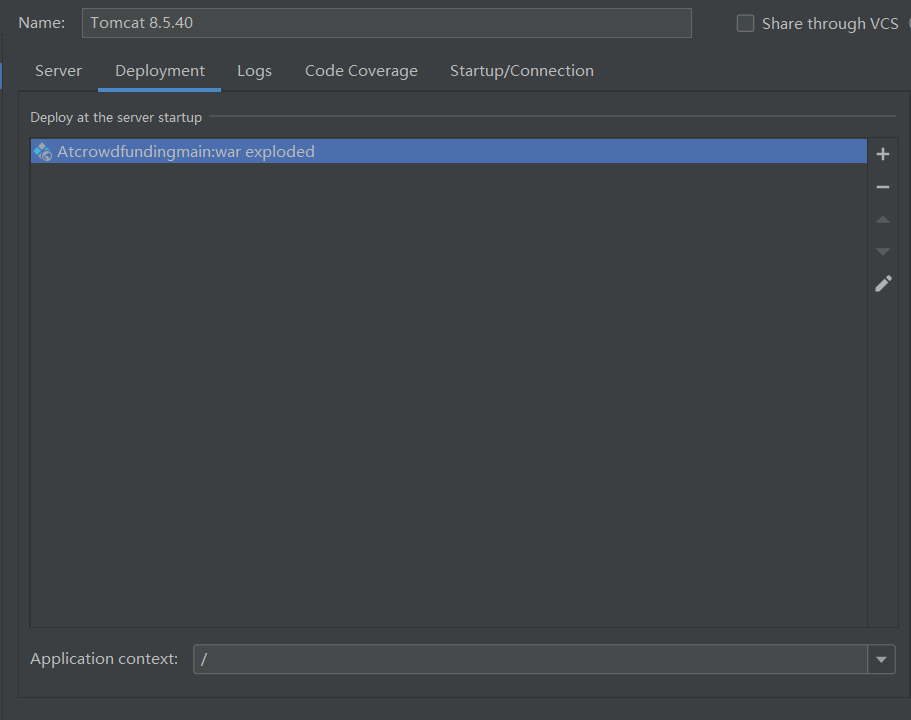 Name: Tomcat 8.5.40 Share through VCS
Server Deployment Logs Code Coverage Startup/Connection
Deploy at the server startup
Atcrowdfundingmain:war exploded
Application context: /